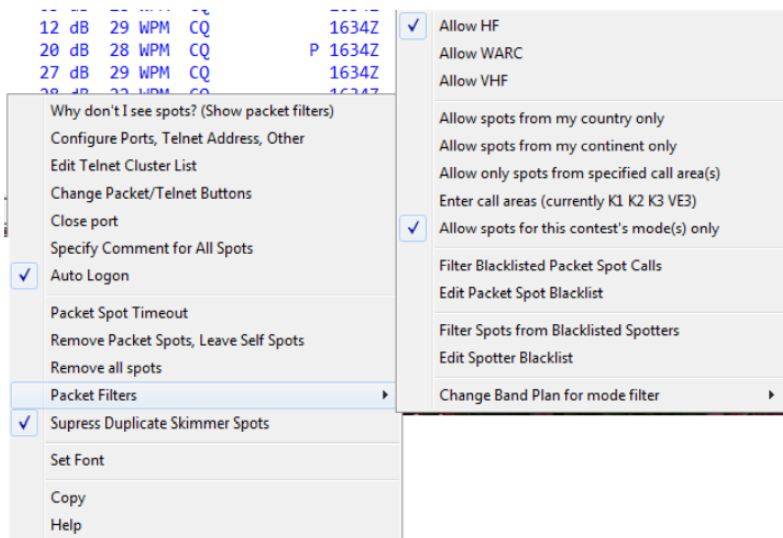 12 dB 29 WPM CQ 1634Z
20 dB 28 WPM CQ P 1634Z
27 dB 29 WPM CQ 1634Z
Why don't I see spots? (Show packet filters)
Configure Ports, Telnet Address, Other
Edit Telnet Cluster List
Change Packet/Telnet Buttons
Close port
Specify Comment for All Spots
Auto Logon
Packet Spot Timeout
Remove Packet Spots, Leave Self Spots
Remove all spots
Packet Filters
Supress Duplicate Skimmer Spots
Set Font
Copy
Help
Allow HF
Allow WARC
Allow VHF
Allow spots from my country only
Allow spots from my continent only
Allow only spots from specified call area(s)
Enter call areas (currently K1 K2 K3 VE3)
Allow spots for this contest's mode(s) only
Filter Blacklisted Packet Spot Calls
Edit Packet Spot Blacklist
Filter Spots from Blacklisted Spotters
Edit Spotter Blacklist
Change Band Plan for mode filter